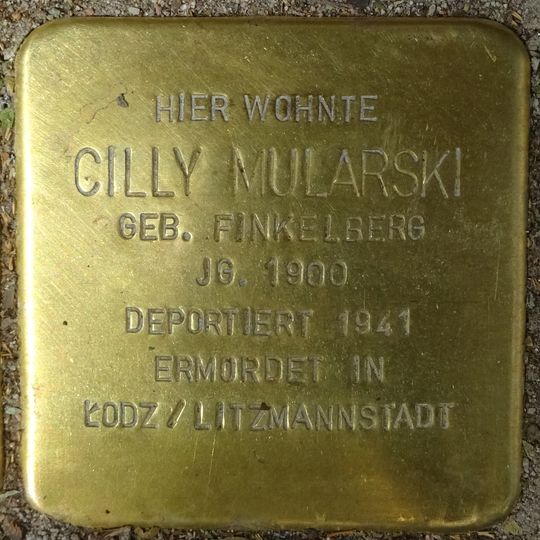 HIER WOHNTE
CILLY MULARSKI
GEB. FINKELBERG
JG. 1900
DEPORTIERT 1941
ERMORDET IN
ŁODZ / LITZMANNSTADT